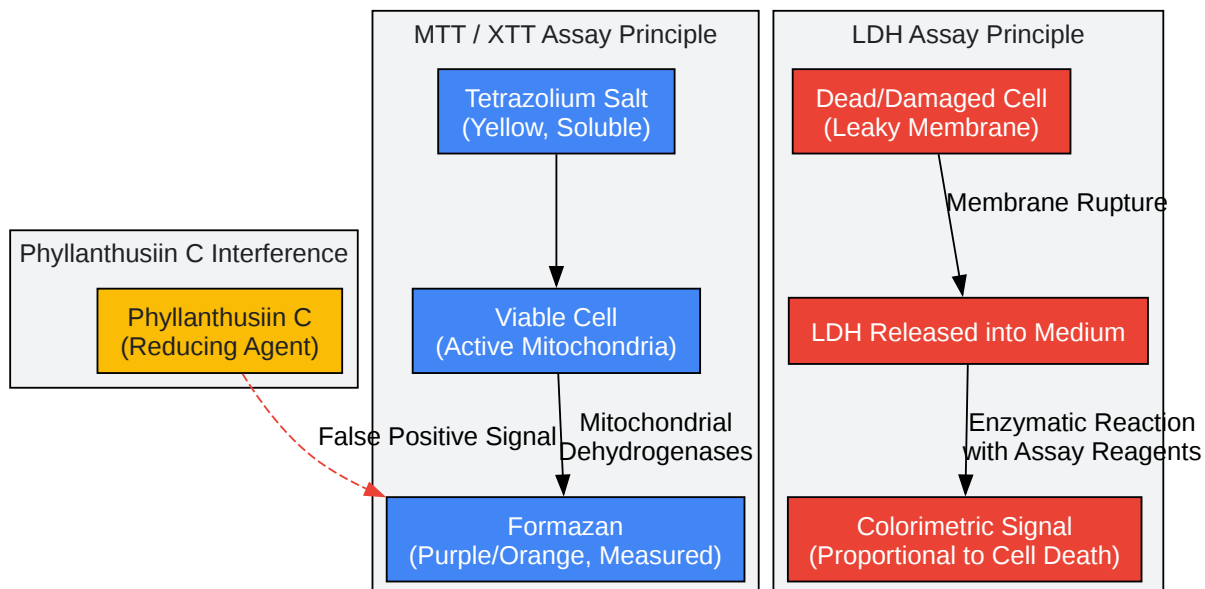 MTT / XTT Assay Principle
Tetrazolium Salt
(Yellow, Soluble)
Viable Cell
(Active Mitochondria)
Mitochondrial
Dehydrogenases
Formazan
(Purple/Orange, Measured)
LDH Assay Principle
Dead/Damaged Cell
(Leaky Membrane)
Membrane Rupture
LDH Released into Medium
Enzymatic Reaction
with Assay Reagents
Colorimetric Signal
(Proportional to Cell Death)
Phyllanthusiin C Interference
Phyllanthusiin C
(Reducing Agent)
False Positive Signal